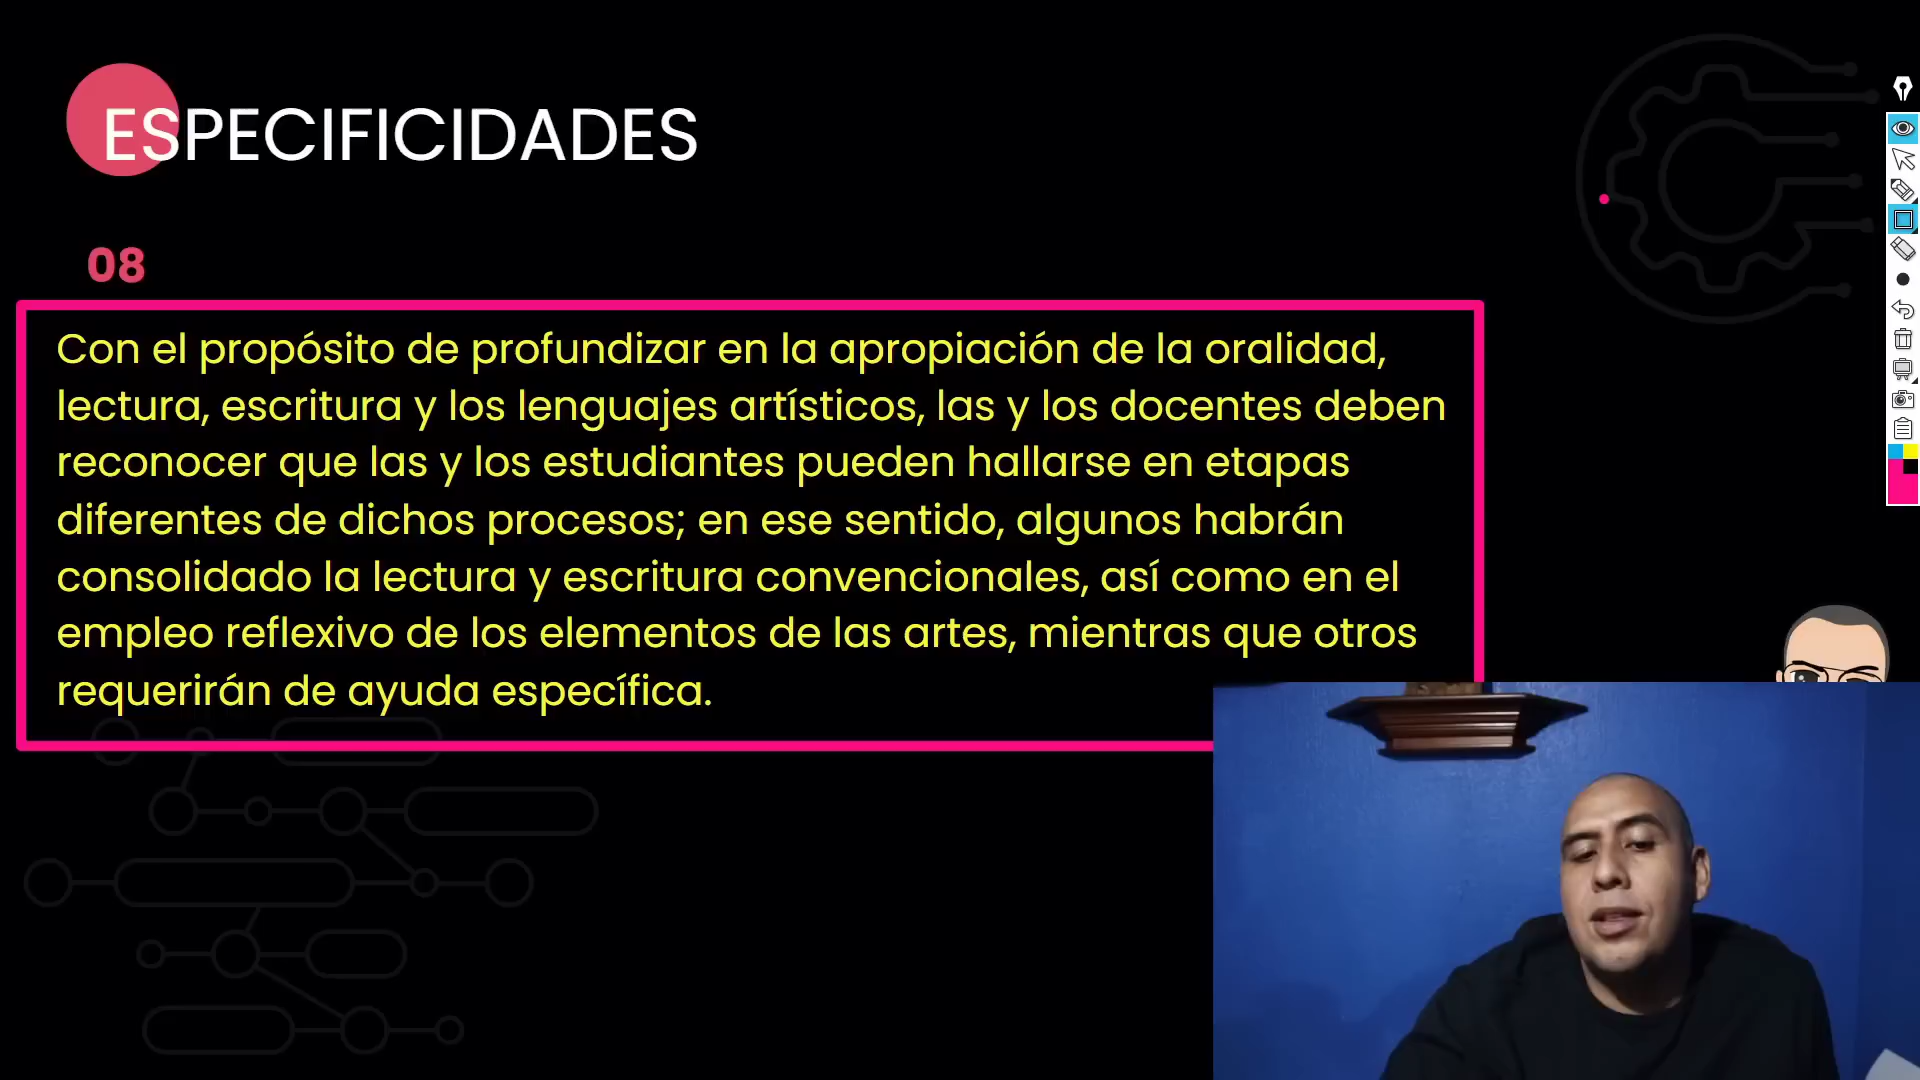 ESPECIFICIDADES
08
Con el propósito de profundizar en la apropiación de la oralidad,
lectura, escritura y los lenguajes artísticos, las y los docentes deben
reconocer que las y los estudiantes pueden hallarse en etapas
diferentes de dichos procesos; en ese sentido, algunos habrán
consolidado la lectura y escritura convencionales, así como en el
empleo reflexivo de los elementos de las artes, mientras que otros
requerirán de ayuda específica.